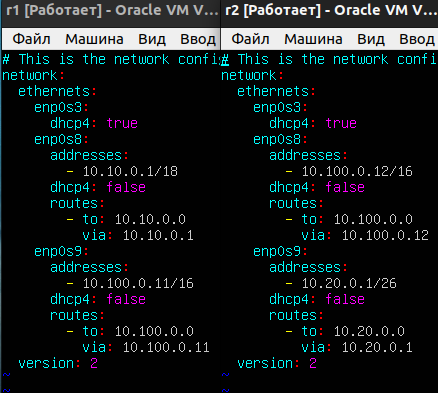 r1 [Работает] - Oracle VM V...
Файл Машина Вид Ввод
# This is the network confi
network:
  ethernets:
    enp0s3:
      dhcp4: true
    enp0s8:
      addresses:
        - 10.10.0.1/18
      dhcp4: false
      routes:
        - to: 10.10.0.0
          via: 10.10.0.1
    enp0s9:
      addresses:
        - 10.100.0.11/16
      dhcp4: false
      routes:
        - to: 10.100.0.0
          via: 10.100.0.11
  version: 2
~
~
r2 [Работает] - Oracle VM V...
Файл Машина Вид Ввод
# This is the network confi
network:
  ethernets:
    enp0s3:
      dhcp4: true
    enp0s8:
      addresses:
        - 10.100.0.12/16
      dhcp4: false
      routes:
        - to: 10.100.0.0
          via: 10.100.0.12
    enp0s9:
      addresses:
        - 10.20.0.1/26
      dhcp4: false
      routes:
        - to: 10.20.0.0
          via: 10.20.0.1
  version: 2
~
~